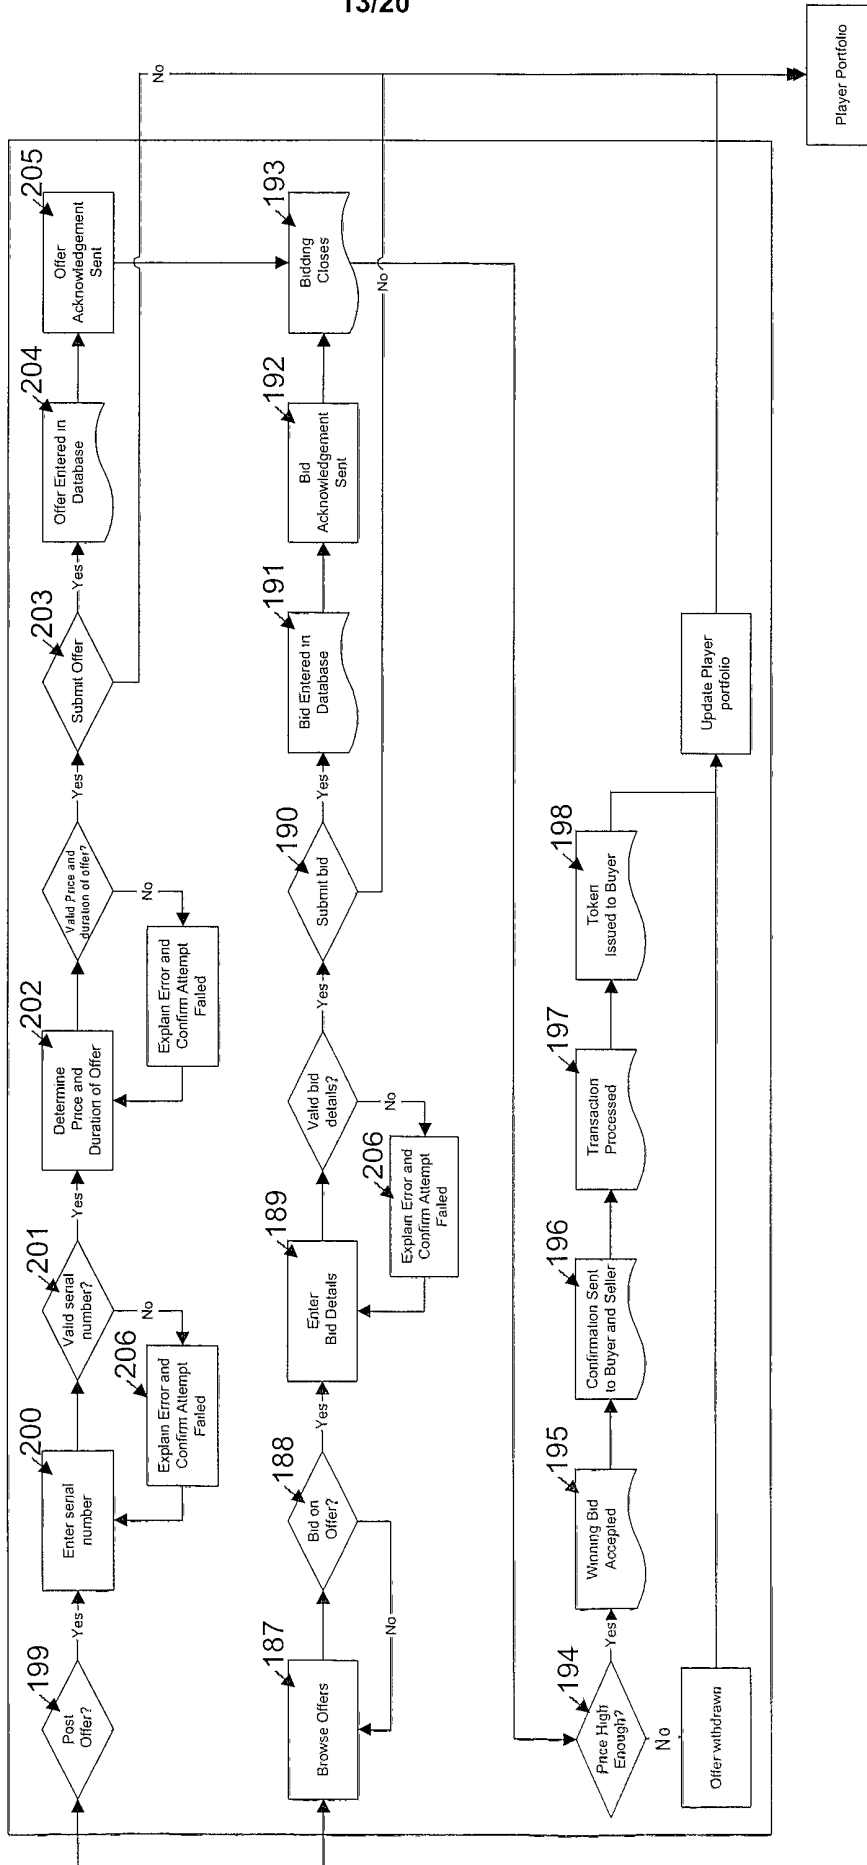 13/20
199
Post
Offer?
Yes
200
Enter serial
number
201
Valid serial
number?
Yes
No
206
Explain Error and
Confirm Attempt
Failed
202
Determine
Price and
Duration of Offer
Valid Price and
duration of offer?
Yes
No
Explain Error and
Confirm Attempt
Failed
203
Submit Offer
Yes
No
204
Offer Entered in
Database
205
Offer
Acknowledgement
Sent
187
Browse Offers
188
Bid on
Offer?
Yes
No
189
Enter
Bid Details
Valid bid
details?
Yes
No
206
Explain Error and
Confirm Attempt
Failed
190
Submit bid
Yes
No
191
Bid Entered in
Database
192
Bid
Acknowledgement
Sent
193
Bidding
Closes
194
Price High
Enough?
Yes
No
Offer withdrawn
195
Winning Bid
Accepted
196
Confirmation Sent
to Buyer and Seller
197
Transaction
Processed
198
Token
Issued to Buyer
Update Player
portfolio
Player Portfolio